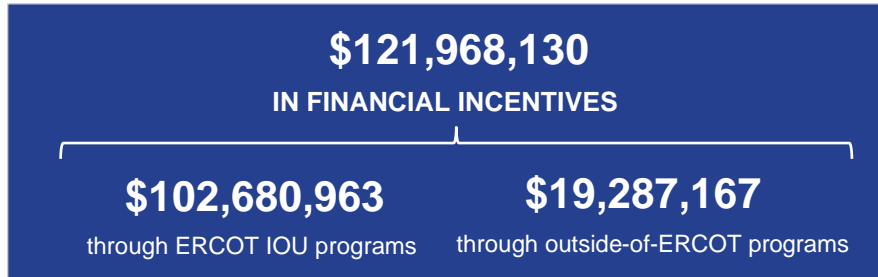 $121,968,130
IN FINANCIAL INCENTIVES
$102,680,963
through ERCOT IOU programs
$19,287,167
through outside-of-ERCOT programs